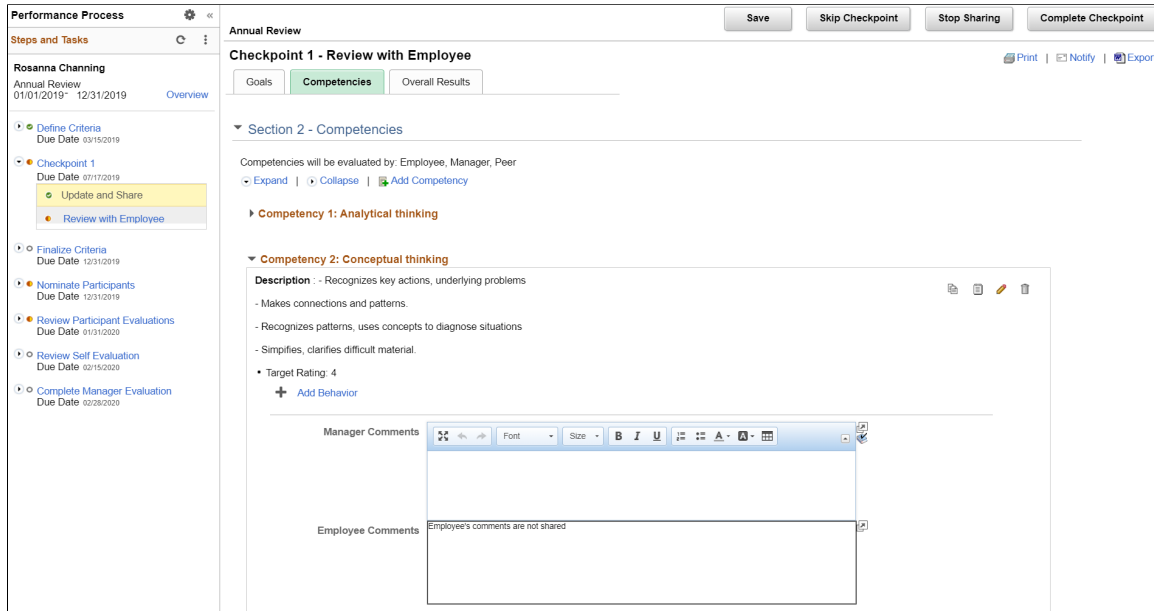 Performance Process «
Steps and Tasks
Rosanna Channing
Annual Review
01/01/2019- 12/31/2019 Overview
Define Criteria
Due Date 03/15/2019
Checkpoint 1
Due Date 07/17/2019
Update and Share
Review with Employee
Finalize Criteria
Due Date 12/31/2019
Nominate Participants
Due Date 12/31/2019
Review Participant Evaluations
Due Date 01/31/2020
Review Self Evaluation
Due Date 02/15/2020
Complete Manager Evaluation
Due Date 02/28/2020
Save Skip Checkpoint Stop Sharing Complete Checkpoint
Annual Review
Checkpoint 1 - Review with Employee
Print | Notify | Expor
Goals Competencies Overall Results
Section 2 - Competencies
Competencies will be evaluated by: Employee, Manager, Peer
Expand | Collapse | Add Competency
Competency 1: Analytical thinking
Competency 2: Conceptual thinking
Description : - Recognizes key actions, underlying problems
- Makes connections and patterns.
- Recognizes patterns, uses concepts to diagnose situations
- Simpifies, clarifies difficult material.
• Target Rating: 4
Add Behavior
Manager Comments
Font Size B I U A A
Employee Comments
Employee's comments are not shared